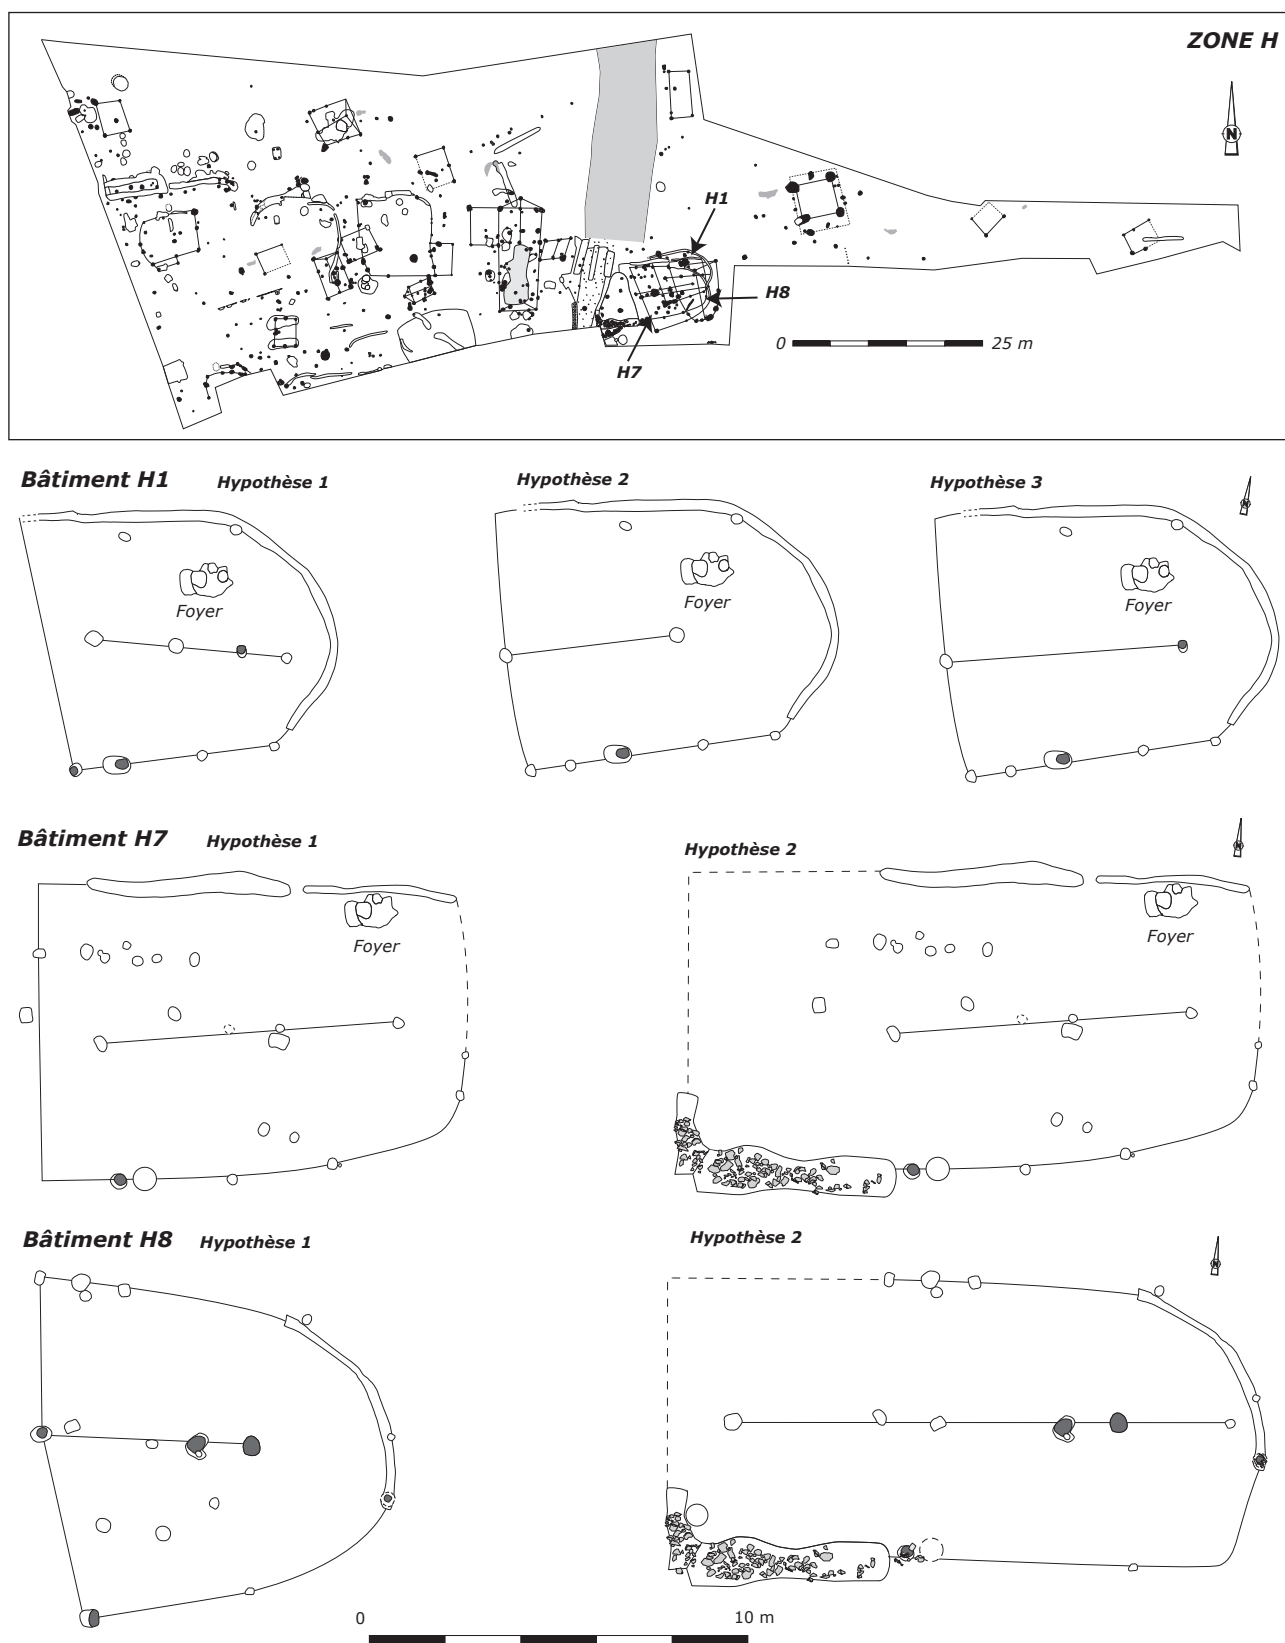 ZONE H
N
H1
H8
H7
0 25 m
Bâtiment H1 Hypothèse 1 Hypothèse 2 Hypothèse 3
N
Foyer Foyer Foyer
Bâtiment H7 Hypothèse 1 Hypothèse 2
N
Foyer Foyer
Bâtiment H8 Hypothèse 1 Hypothèse 2
N
0 10 m